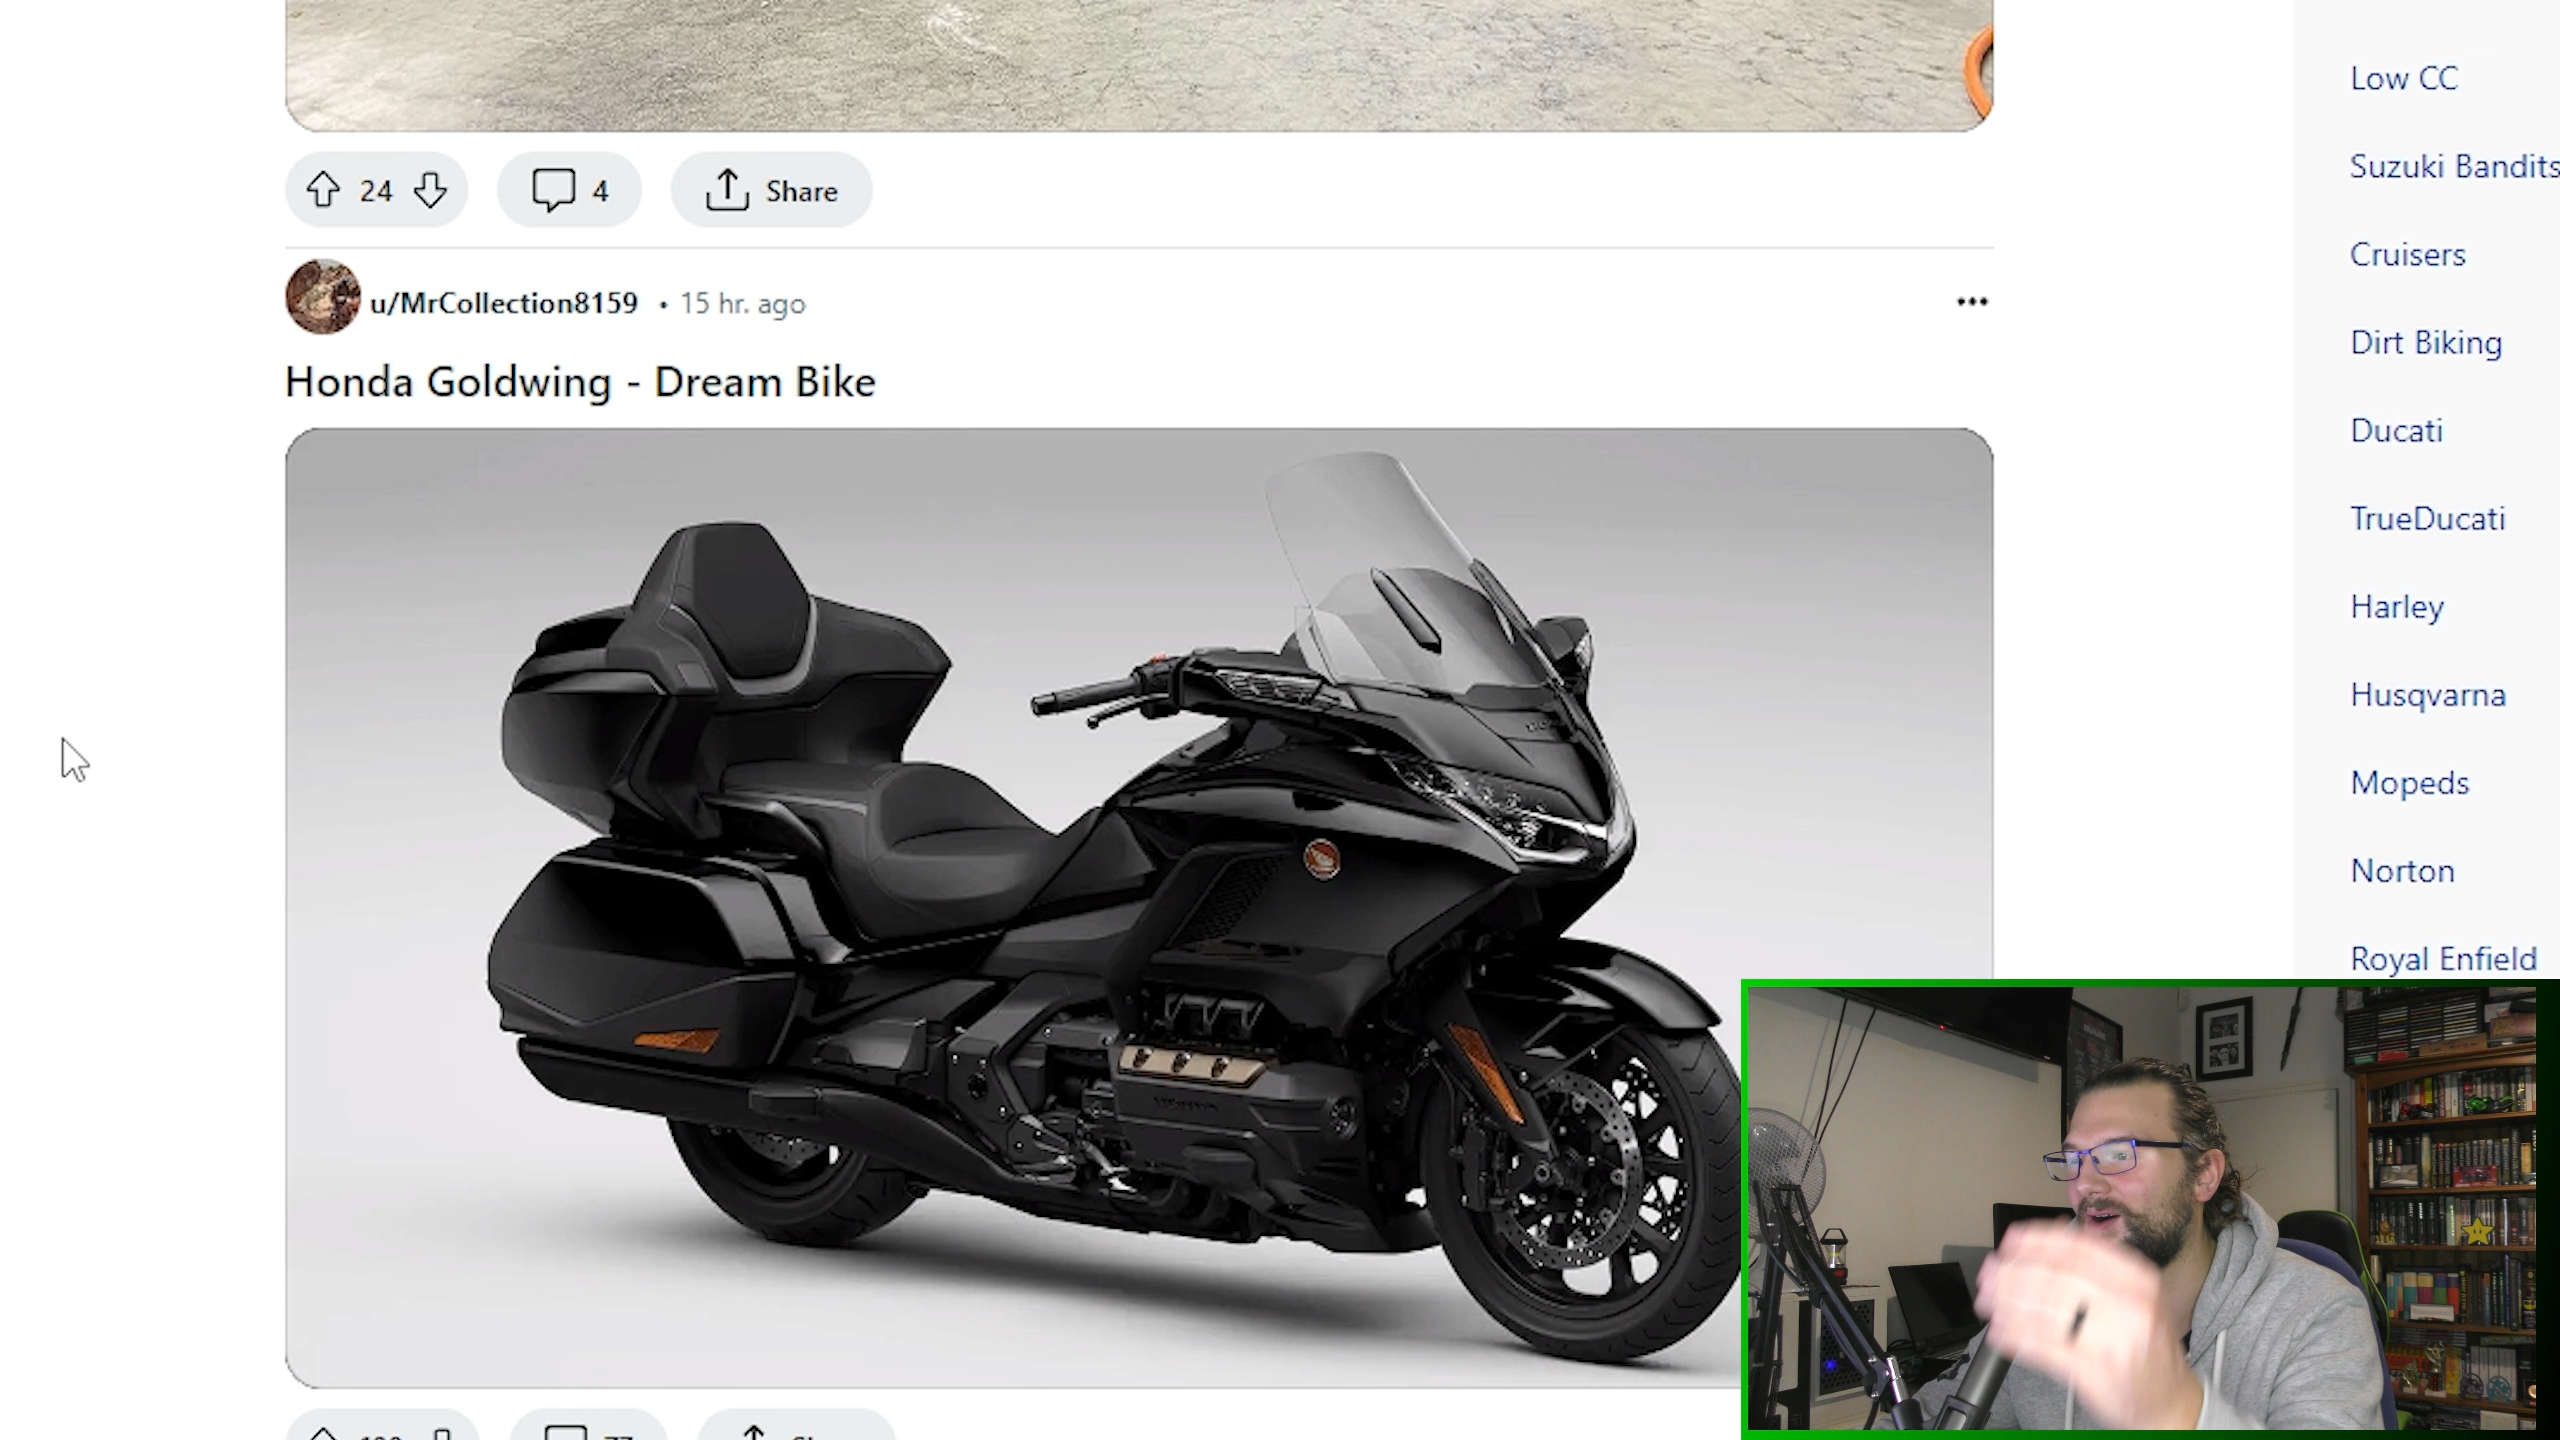 24
4
Share
u/MrCollection8159 • 15 hr. ago
Honda Goldwing - Dream Bike
Low CC
Suzuki Bandits
Cruisers
Dirt Biking
Ducati
TrueDucati
Harley
Husqvarna
Mopeds
Norton
Royal Enfield